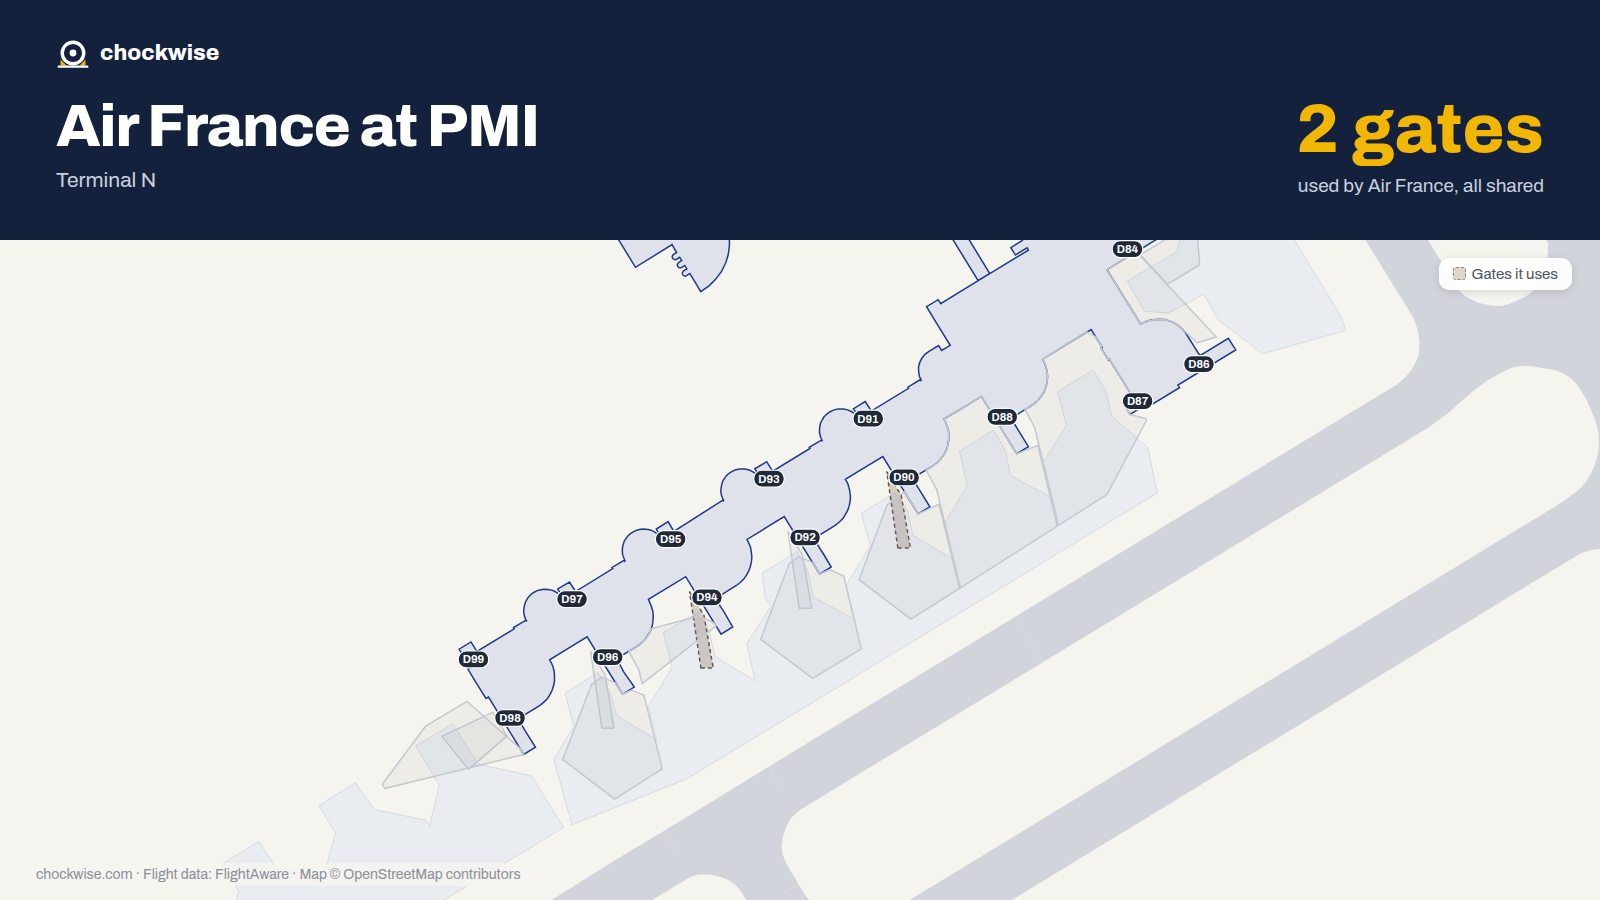 chockwise
Air France at PMI
Terminal N
2 gates
used by Air France, all shared
Gates it uses
D84
D86
D87
D88
D91
D90
D93
D92
D95
D94
D97
D96
D99
D98
chockwise.com · Flight data: FlightAware · Map © OpenStreetMap contributors